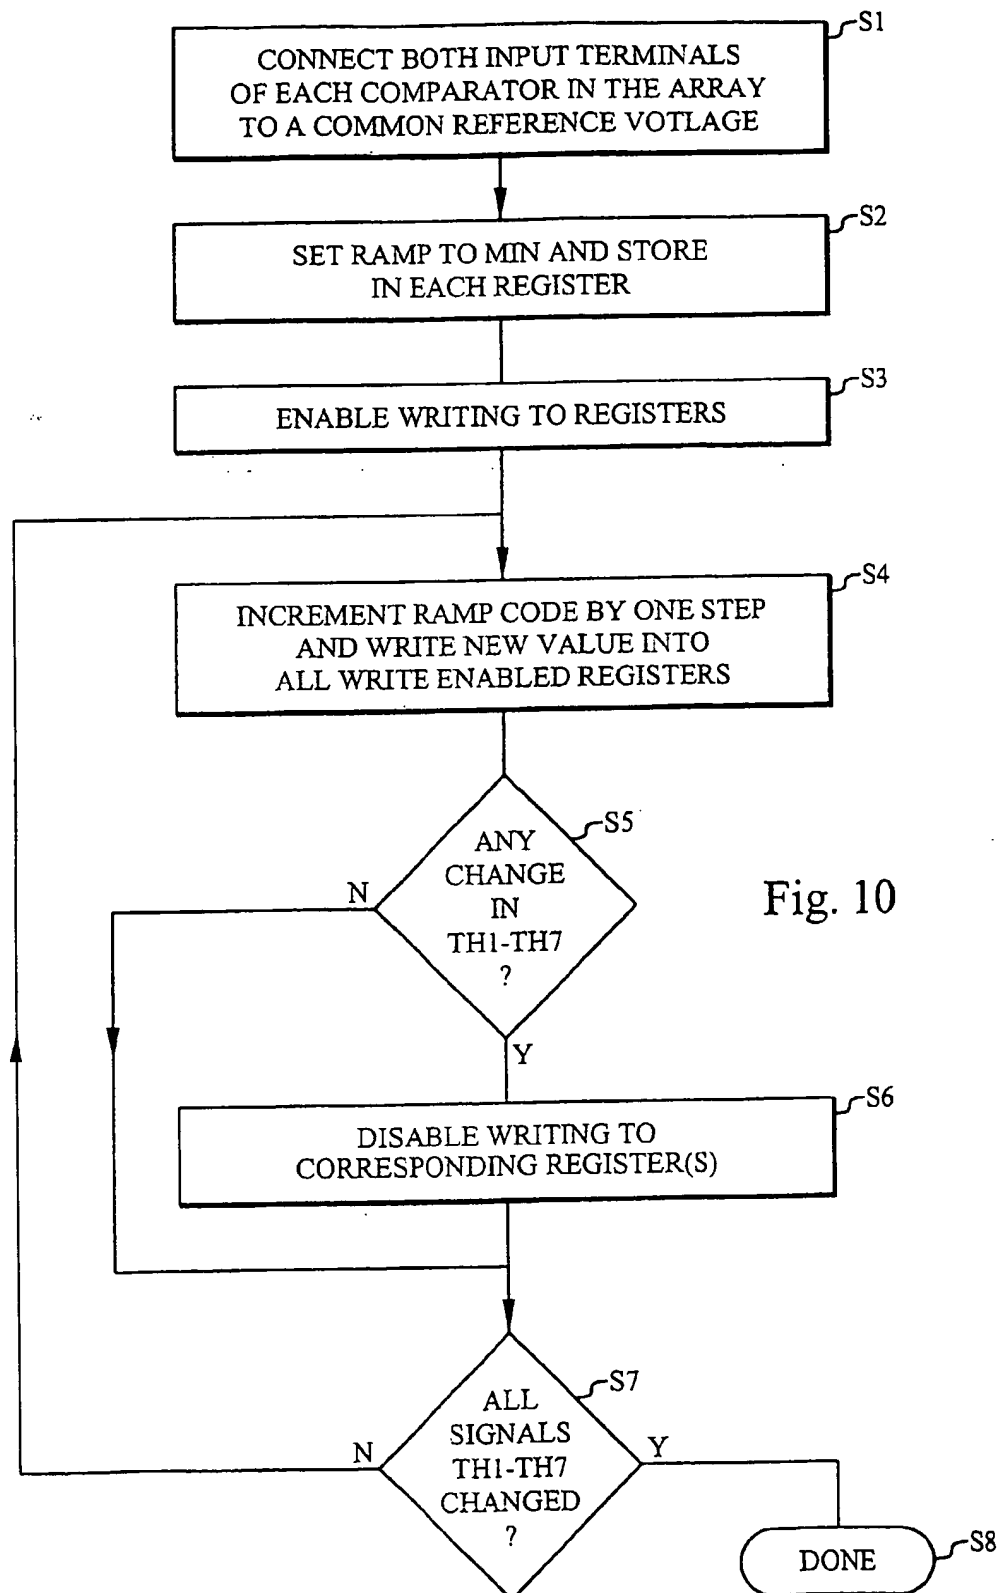 S1
CONNECT BOTH INPUT TERMINALS
OF EACH COMPARATOR IN THE ARRAY
TO A COMMON REFERENCE VOTLAGE
S2
SET RAMP TO MIN AND STORE
IN EACH REGISTER
S3
ENABLE WRITING TO REGISTERS
S4
INCREMENT RAMP CODE BY ONE STEP
AND WRITE NEW VALUE INTO
ALL WRITE ENABLED REGISTERS
S5
ANY
CHANGE
IN
TH1-TH7
?
N
Y
Fig. 10
S6
DISABLE WRITING TO
CORRESPONDING REGISTER(S)
S7
ALL
SIGNALS
TH1-TH7
CHANGED
?
N
Y
S8
DONE